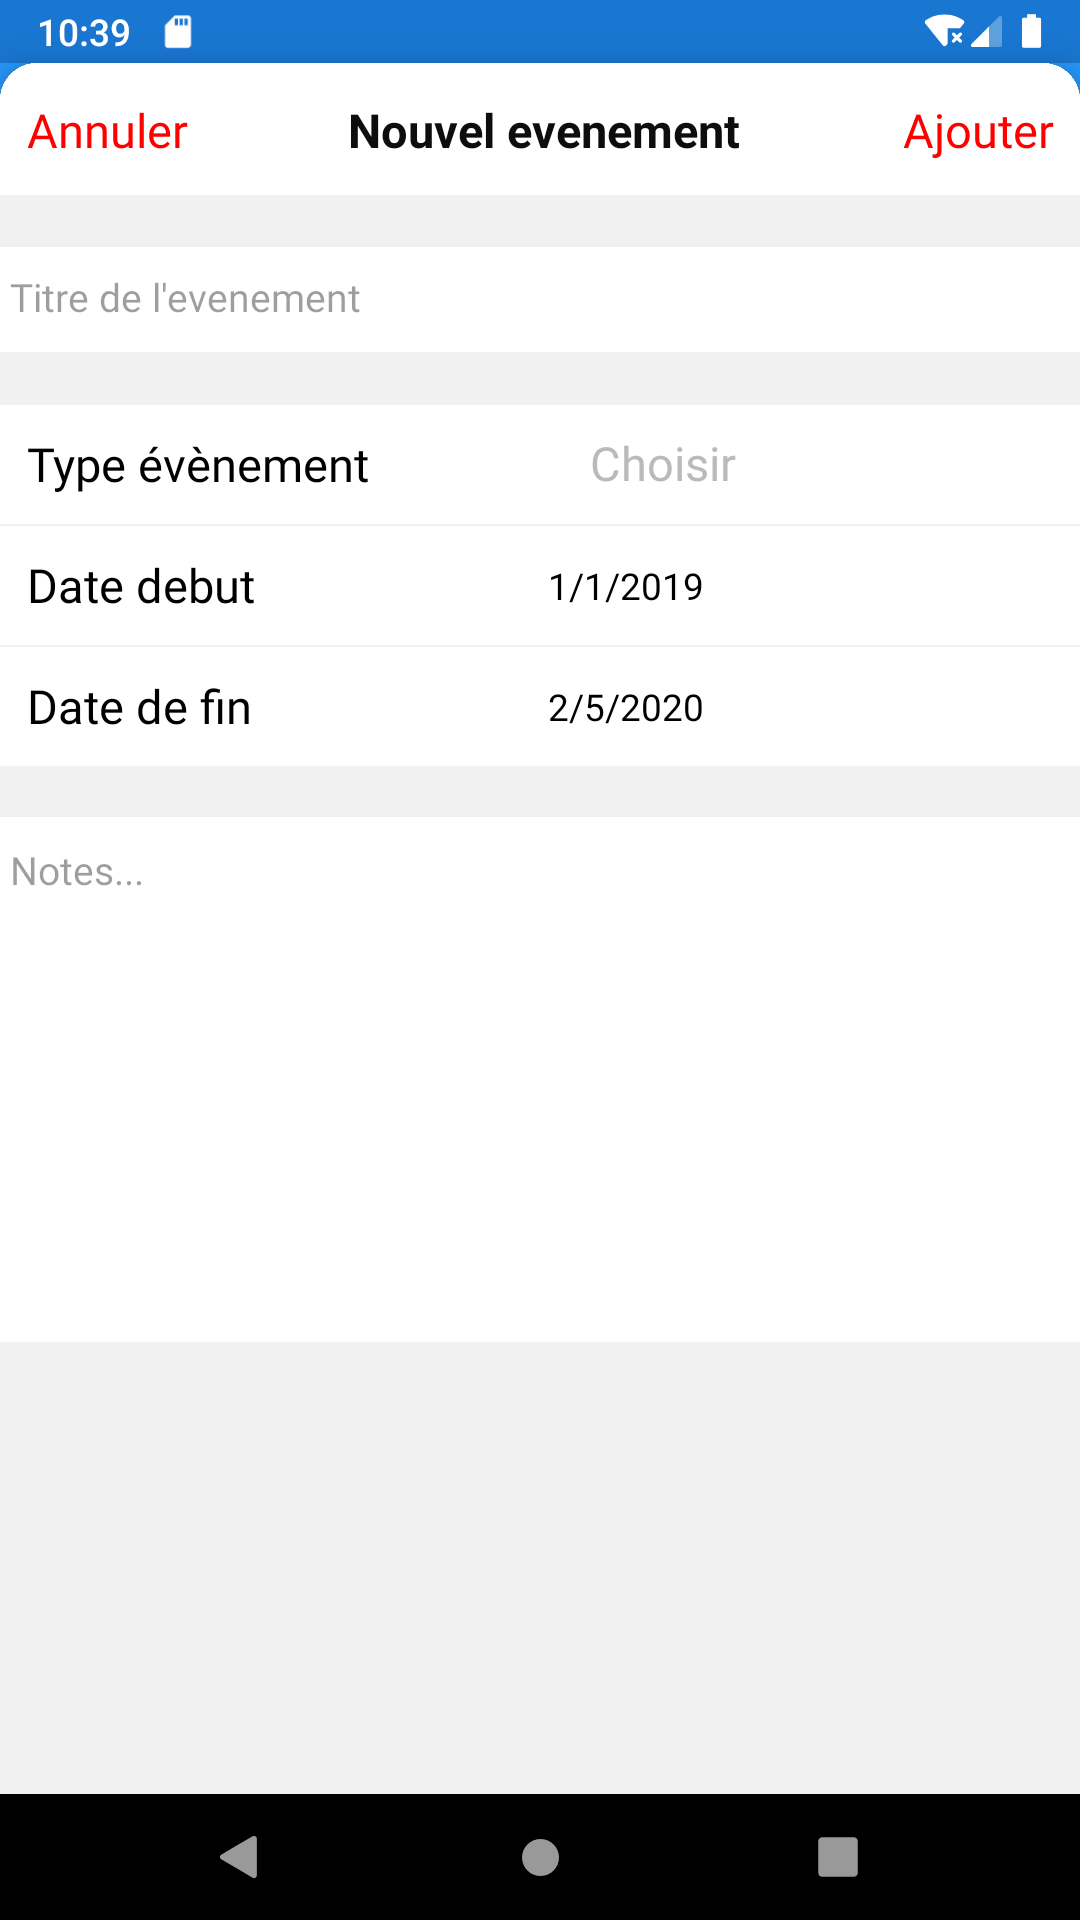 10:39
Annuler Nouvel evenement Ajouter
Titre de l'evenement
Type évènement Choisir
Date debut 1/1/2019
Date de fin 2/5/2020
Notes...